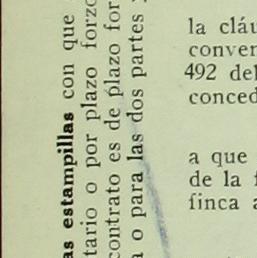 as estampillas con que
tario o por plazo forzo
contrato es de plazo for
a o para las dos partes y
la cláu
conver
492 del
conced
a que
de la f
finca a